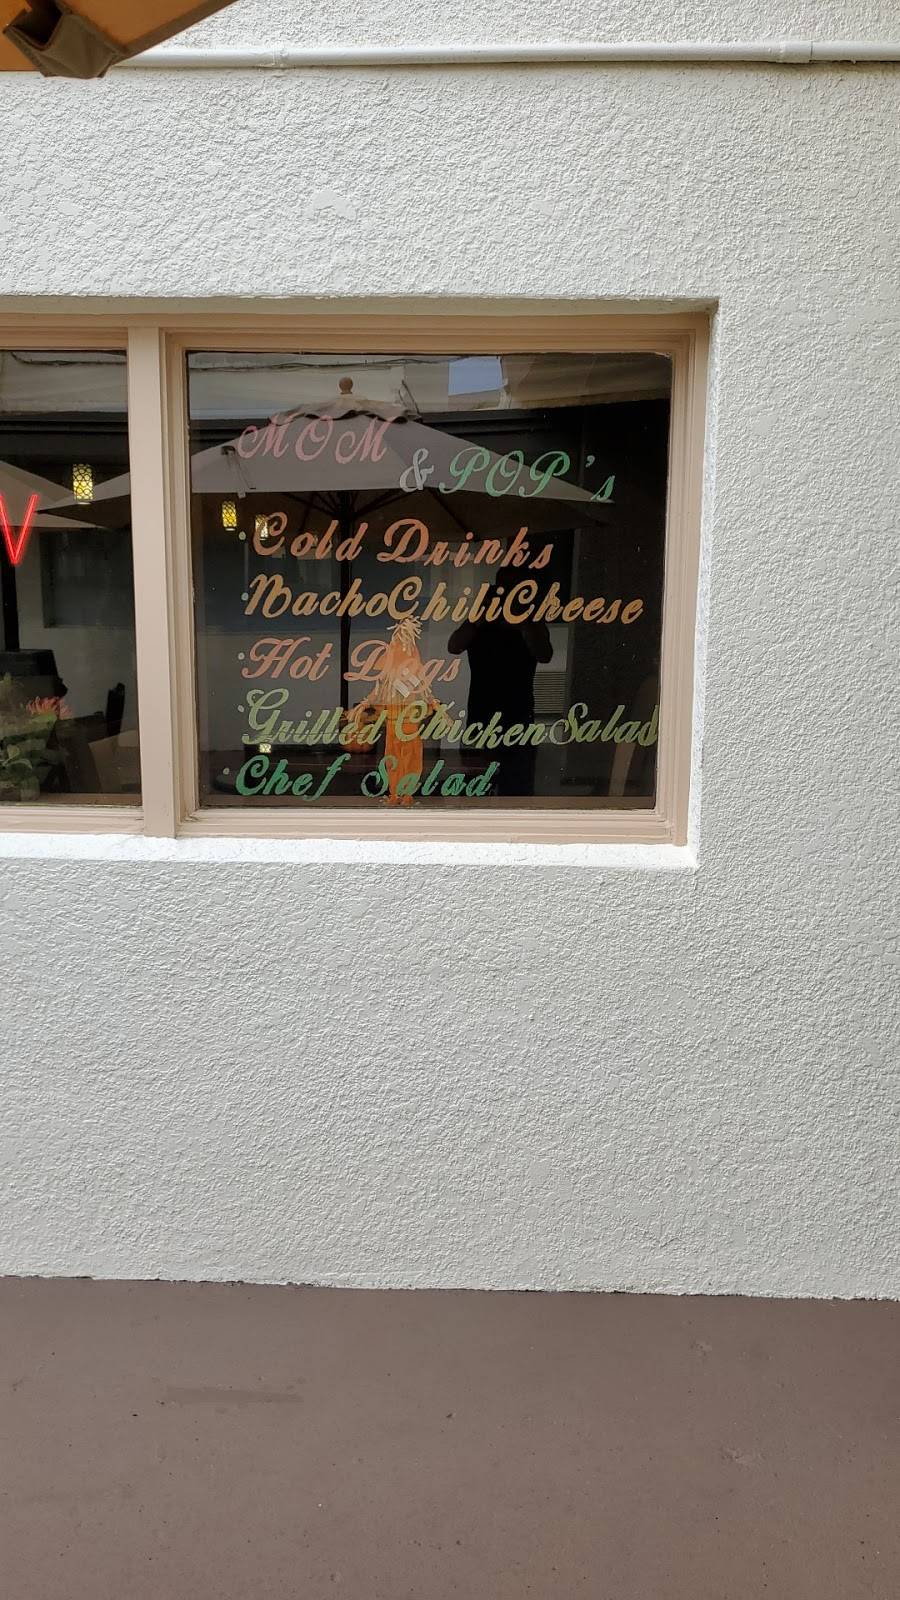 MOM
& POP's
• Cold Drinks
• NachoChiliCheese
• Hot Dogs
• Grilled ChickenSalad
• Chef Salad